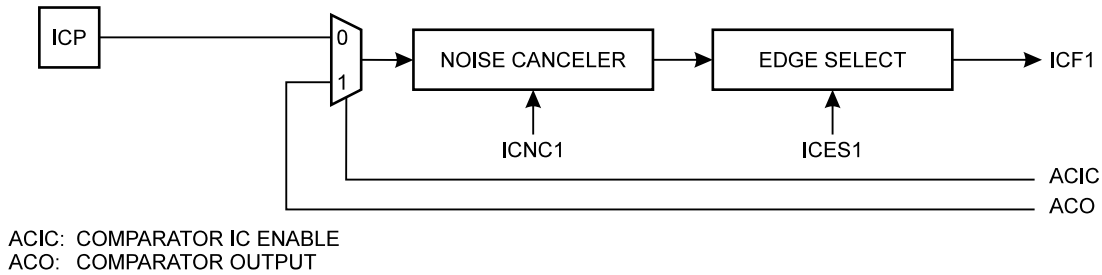 ICP
0
1
NOISE CANCELER
EDGE SELECT
ICF1
ICNC1
ICES1
ACIC
ACO
ACIC: COMPARATOR IC ENABLE
ACO: COMPARATOR OUTPUT